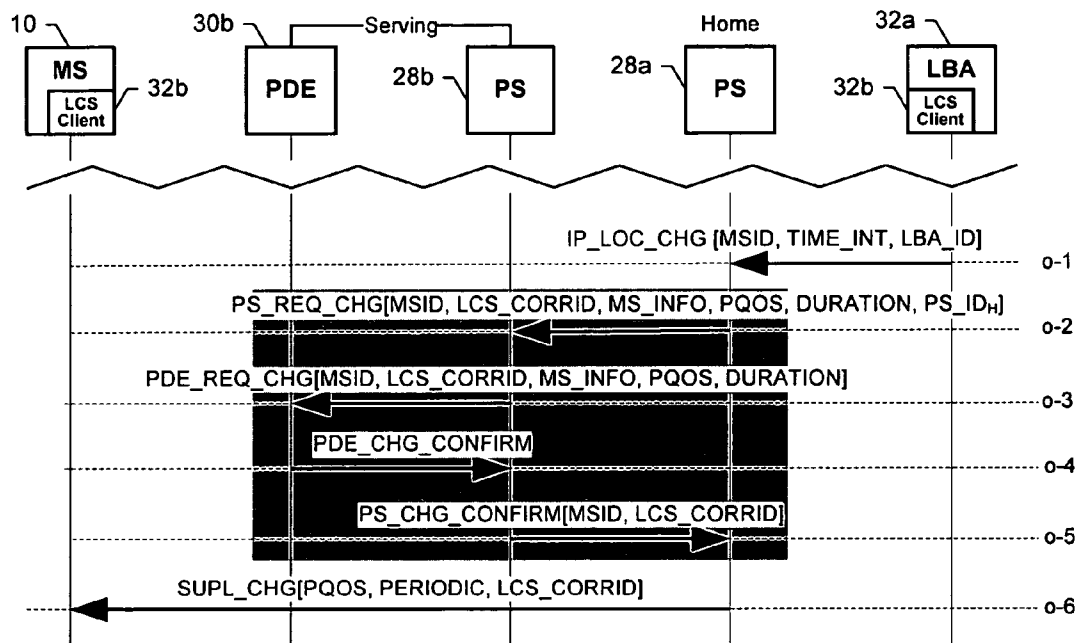 10
30b
Serving
Home
32a
MS
LCS
Client
32b
PDE
28b
PS
28a
PS
32b
LBA
LCS
Client
IP_LOC_CHG [MSID, TIME_INT, LBA_ID]
o-1
PS_REQ_CHG[MSID, LCS_CORRID, MS_INFO, PQOS, DURATION, PS_IDH]
o-2
PDE_REQ_CHG[MSID, LCS_CORRID, MS_INFO, PQOS, DURATION]
o-3
PDE_CHG_CONFIRM
o-4
PS_CHG_CONFIRM[MSID, LCS_CORRID]
o-5
SUPL_CHG[PQOS, PERIODIC, LCS_CORRID]
o-6